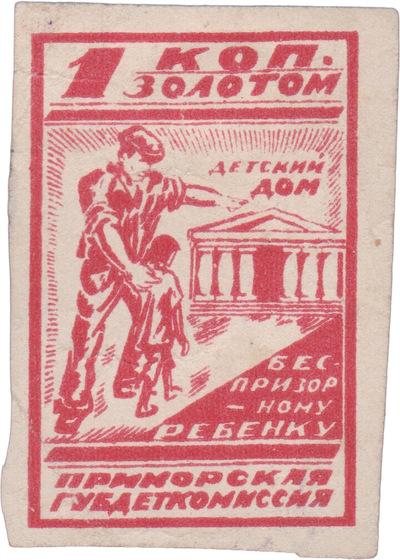 1 КОП.
ЗОЛОТОМ
ДЕТСКИЙ
ДОМ
БЕС-
ПРИЗОР
— НОМУ
РЕБЕНКУ
ПРИМОРСКАЯ
ГУБДЕТКОМИССИЯ